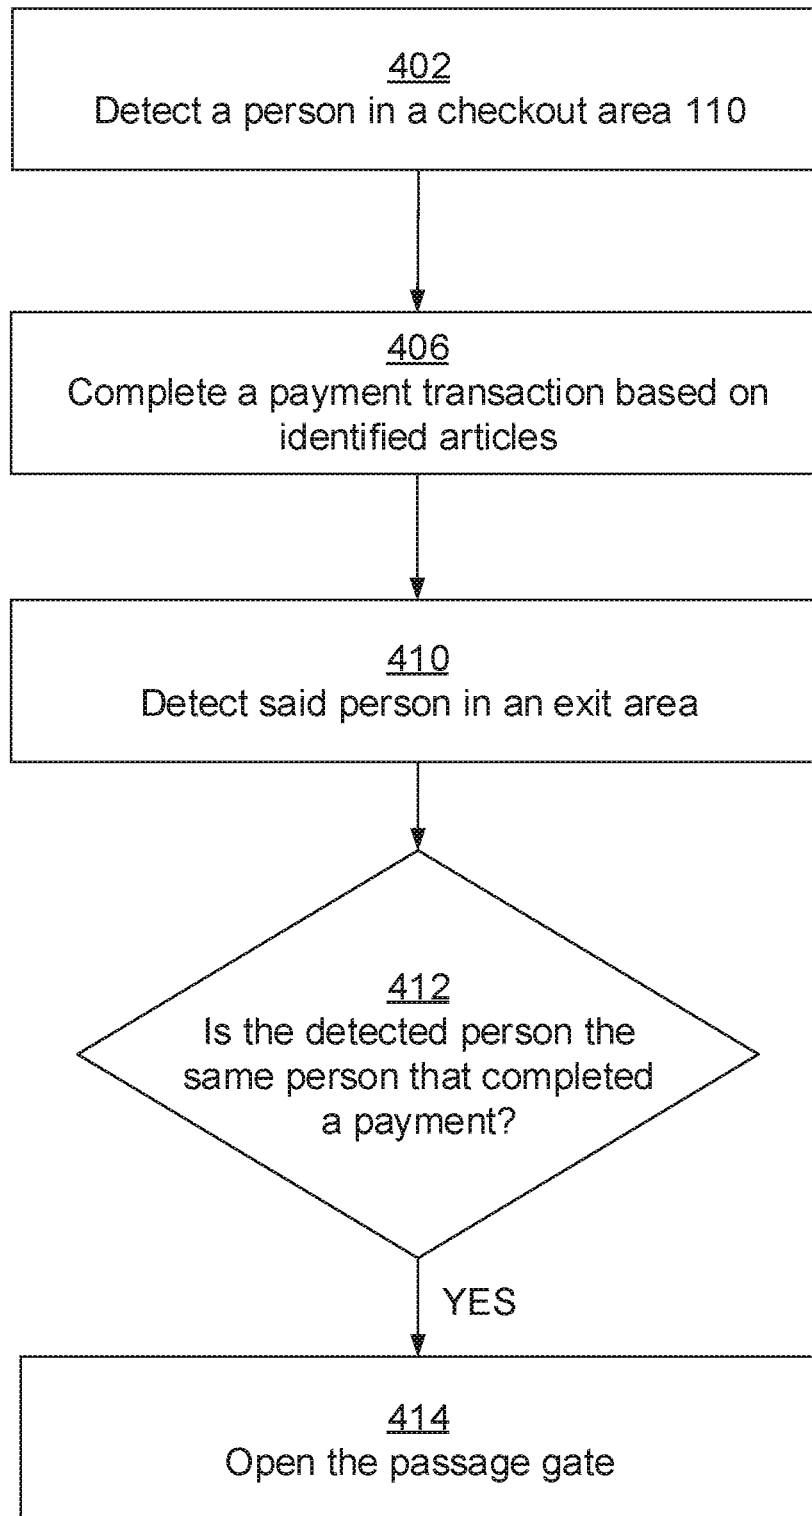 402
Detect a person in a checkout area 110
406
Complete a payment transaction based on
identified articles
410
Detect said person in an exit area
412
Is the detected person the
same person that completed
a payment?
YES
414
Open the passage gate